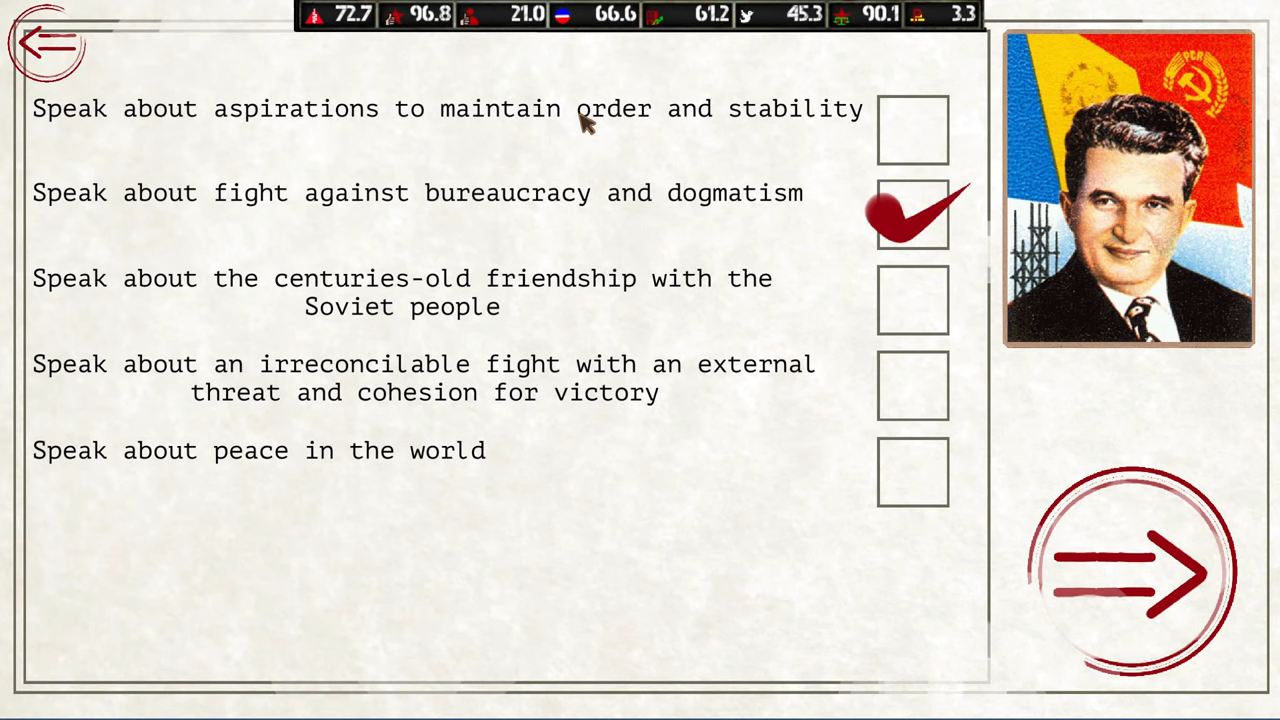 72.7 96.8 21.0 66.6 61.2 45.3 90.1 3.3
Speak about aspirations to maintain order and stability
Speak about fight against bureaucracy and dogmatism
Speak about the centuries-old friendship with the
Soviet people
Speak about an irreconcilable fight with an external
threat and cohesion for victory
Speak about peace in the world
PCR